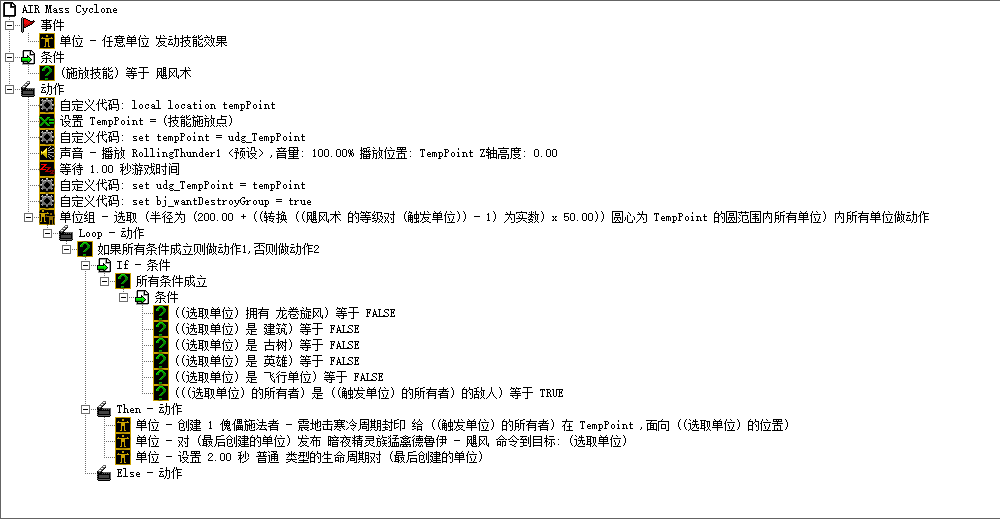 AIR Mass Cyclone
事件
单位 - 任意单位 发动技能效果
条件
(施放技能) 等于 飓风术
动作
自定义代码: local location tempPoint
设置 TempPoint = (技能施放点)
自定义代码: set tempPoint = udg_TempPoint
声音 - 播放 RollingThunder1 <预设> ,音量: 100.00% 播放位置: TempPoint Z轴高度: 0.00
等待 1.00 秒游戏时间
自定义代码: set udg_TempPoint = tempPoint
自定义代码: set bj_wantDestroyGroup = true
单位组 - 选取 (半径为 (200.00 + ((转换 ((飓风术 的等级对 (触发单位)) - 1) 为实数) x 50.00)) 圆心为 TempPoint 的圆范围内所有单位) 内所有单位做动作
Loop - 动作
如果所有条件成立则做动作1,否则做动作2
If - 条件
所有条件成立
条件
((选取单位) 拥有 龙卷旋风) 等于 FALSE
((选取单位) 是 建筑) 等于 FALSE
((选取单位) 是 古树) 等于 FALSE
((选取单位) 是 英雄) 等于 FALSE
((选取单位) 是 飞行单位) 等于 FALSE
(((选取单位) 的所有者) 是 ((触发单位) 的所有者) 的敌人) 等于 TRUE
Then - 动作
单位 - 创建 1 傀儡施法者 - 震地击寒冷周期封印 给 ((触发单位) 的所有者) 在 TempPoint ,面向 ((选取单位) 的位置)
单位 - 对 (最后创建的单位) 发布 暗夜精灵族猛禽德鲁伊 - 飓风 命令到目标: (选取单位)
单位 - 设置 2.00 秒 普通 类型的生命周期对 (最后创建的单位)
Else - 动作